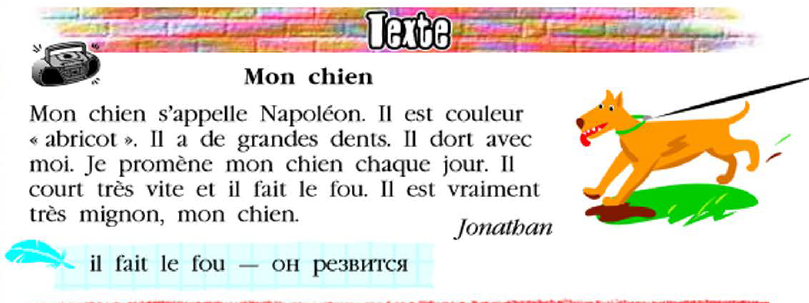 Texte
Mon chien
Mon chien s'appelle Napoléon. Il est couleur
« abricot ». Il a de grandes dents. Il dort avec
moi. Je promène mon chien chaque jour. Il
court très vite et il fait le fou. Il est vraiment
très mignon, mon chien.
Jonathan
il fait le fou — он резвится